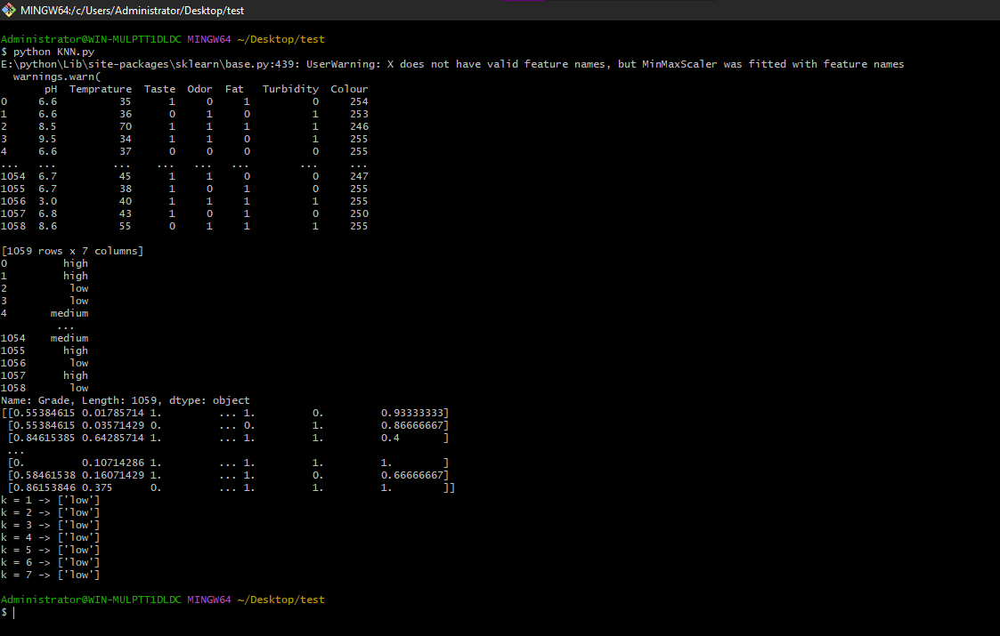 MINGW64:/c/Users/Administrator/Desktop/test
Administrator@WIN-MULPTT1DLDC MINGW64 ~/Desktop/test
$ python KNN.py
E:\python\Lib\site-packages\sklearn\base.py:439: UserWarning: X does not have valid feature names, but MinMaxScaler was fitted with feature names
  warnings.warn(
       pH  Temprature  Taste  Odor  Fat   Turbidity  Colour
0     6.6          35      1     0     1          0     254
1     6.6          36      0     1     0          1     253
2     8.5          70      1     1     1          1     246
3     9.5          34      1     1     0          1     255
4     6.6          37      0     0     0          0     255
...   ...         ...    ...   ...   ...        ...     ...
1054  6.7          45      1     1     0          0     247
1055  6.7          38      1     0     1          0     255
1056  3.0          40      1     1     1          1     255
1057  6.8          43      1     0     1          0     250
1058  8.6          55      0     1     1          1     255
[1059 rows x 7 columns]
0         high
1         high
2          low
3          low
4       medium
         ...
1054    medium
1055      high
1056       low
1057      high
1058       low
Name: Grade, Length: 1059, dtype: object
[[0.55384615 0.01785714 1.         ... 1.         0.         0.93333333]
 [0.55384615 0.03571429 0.         ... 0.         1.         0.86666667]
 [0.84615385 0.64285714 1.         ... 1.         1.         0.4       ]
 ...
 [0.         0.10714286 1.         ... 1.         1.         1.        ]
 [0.58461538 0.16071429 1.         ... 1.         0.         0.66666667]
 [0.86153846 0.375      0.         ... 1.         1.         1.        ]]
k = 1 -> ['low']
k = 2 -> ['low']
k = 3 -> ['low']
k = 4 -> ['low']
k = 5 -> ['low']
k = 6 -> ['low']
k = 7 -> ['low']
Administrator@WIN-MULPTT1DLDC MINGW64 ~/Desktop/test
$